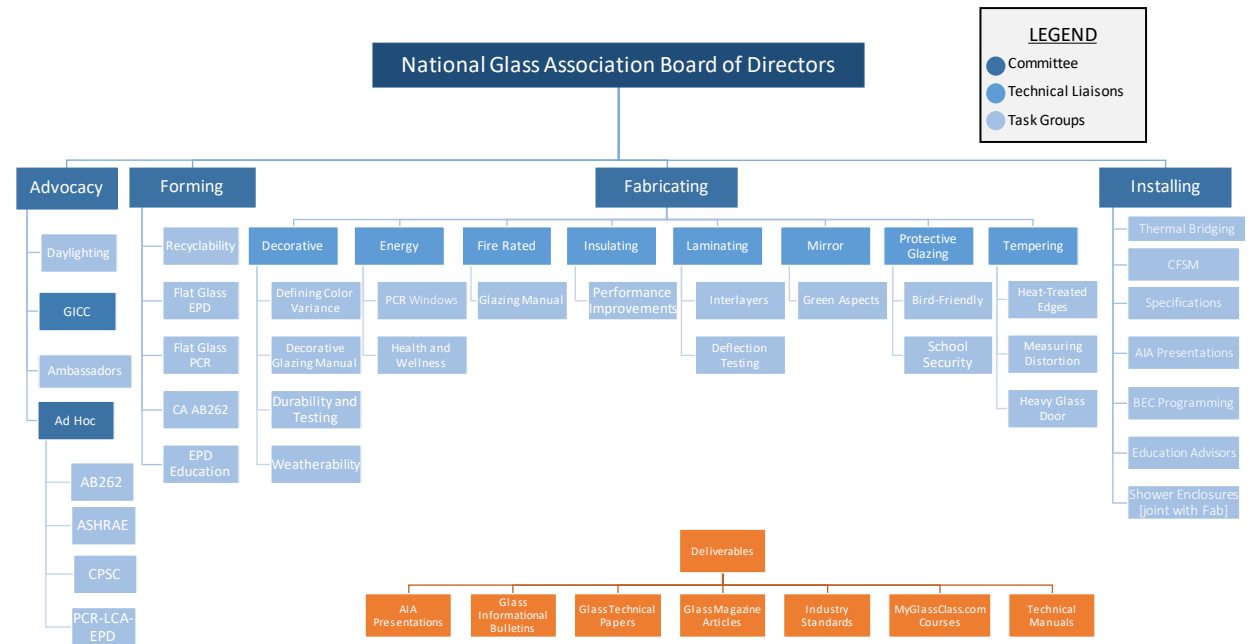 LEGEND
Committee
Technical Liaisons
Task Groups
National Glass Association Board of Directors
Advocacy
Daylighting
GICC
Ambassadors
Ad Hoc
AB262
ASHRAE
CPSC
PCR-LCA-
EPD
Forming
Recyclability
Flat Glass
EPD
Flat Glass
PCR
CA AB262
EPD
Education
Fabricating
Decorative
Defining Color
Variance
Decorative
Glazing Manual
Durability and
Testing
Weatherability
Energy
PCR Windows
Health and
Wellness
Fire Rated
Glazing Manual
Insulating
Performance
Improvements
Laminating
Interlayers
Deflection
Testing
Mirror
Green Aspects
Protective
Glazing
Bird-Friendly
School
Security
Tempering
Heat-Treated
Edges
Measuring
Distortion
Heavy Glass
Door
Installing
Thermal Bridging
CFSM
Specifications
AIA Presentations
BEC Programming
Education Advisors
Shower Enclosures
[joint with Fab]
Deliverables
AIA
Presentations
Glass
Informational
Bulletins
Glass Technical
Papers
Glass Magazine
Articles
Industry
Standards
MyGlassClass.com
Courses
Technical
Manuals